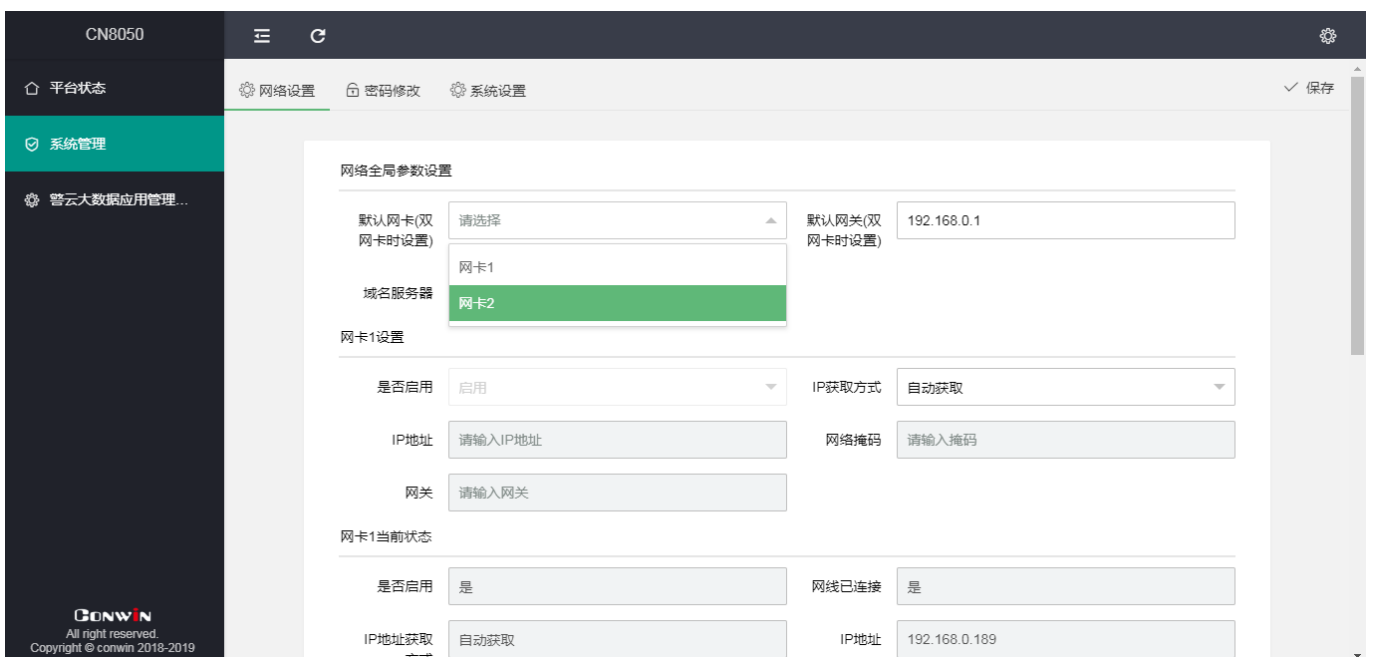 CN8050
平台状态
系统管理
警云大数据应用管理...
CONWIN
All right reserved.
Copyright © conwin 2018-2019
网络设置 密码修改 系统设置 保存
网络全局参数设置
默认网卡(双
网卡时设置)
请选择
默认网关(双
网卡时设置)
192.168.0.1
网卡1
网卡2
域名服务器
网卡1设置
是否启用 启用 IP获取方式 自动获取
IP地址 请输入IP地址 网络掩码 请输入掩码
网关 请输入网关
网卡1当前状态
是否启用 是 网线已连接 是
IP地址获取
方式
自动获取
IP地址 192.168.0.189